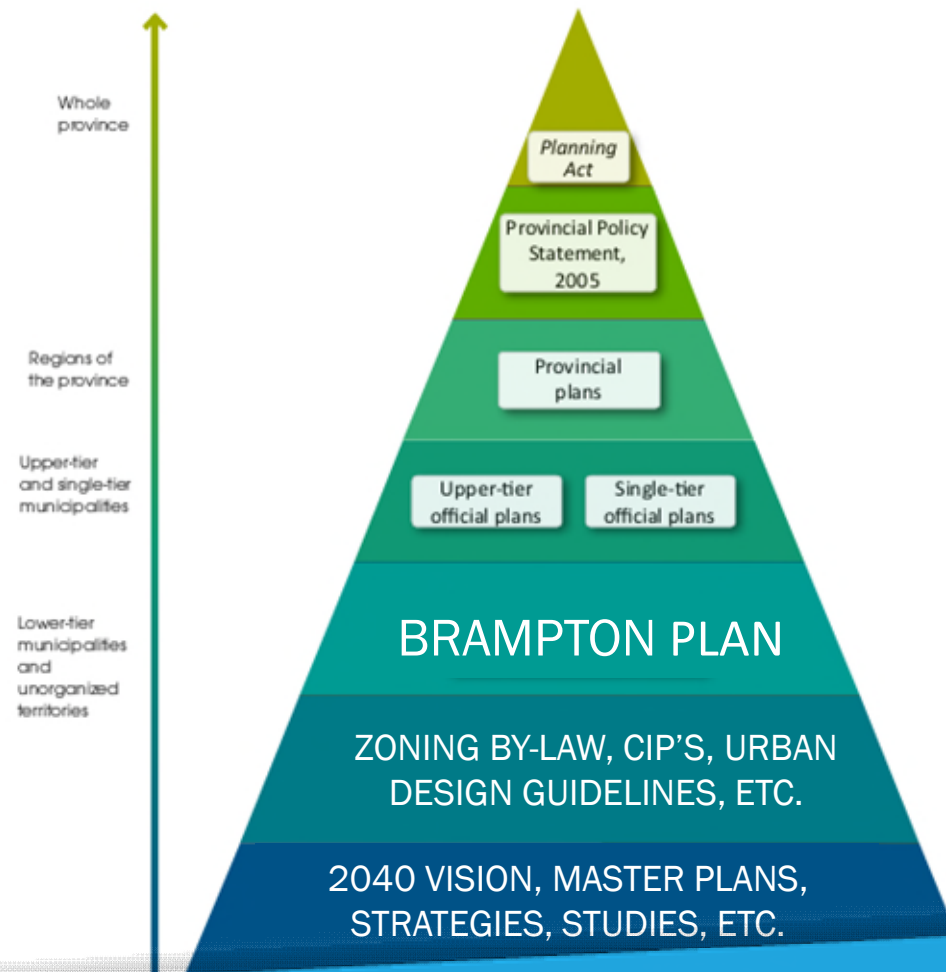 Whole
province
Planning
Act
Provincial Policy
Statement,
2005
Regions of
the province
Provincial
plans
Upper-tier
and single-tier
municipalities
Upper-tier
official plans
Single-tier
official plans
Lower-tier
municipalities
and
unorganized
territories
BRAMPTON PLAN
ZONING BY-LAW, CIP'S, URBAN
DESIGN GUIDELINES, ETC.
2040 VISION, MASTER PLANS,
STRATEGIES, STUDIES, ETC.